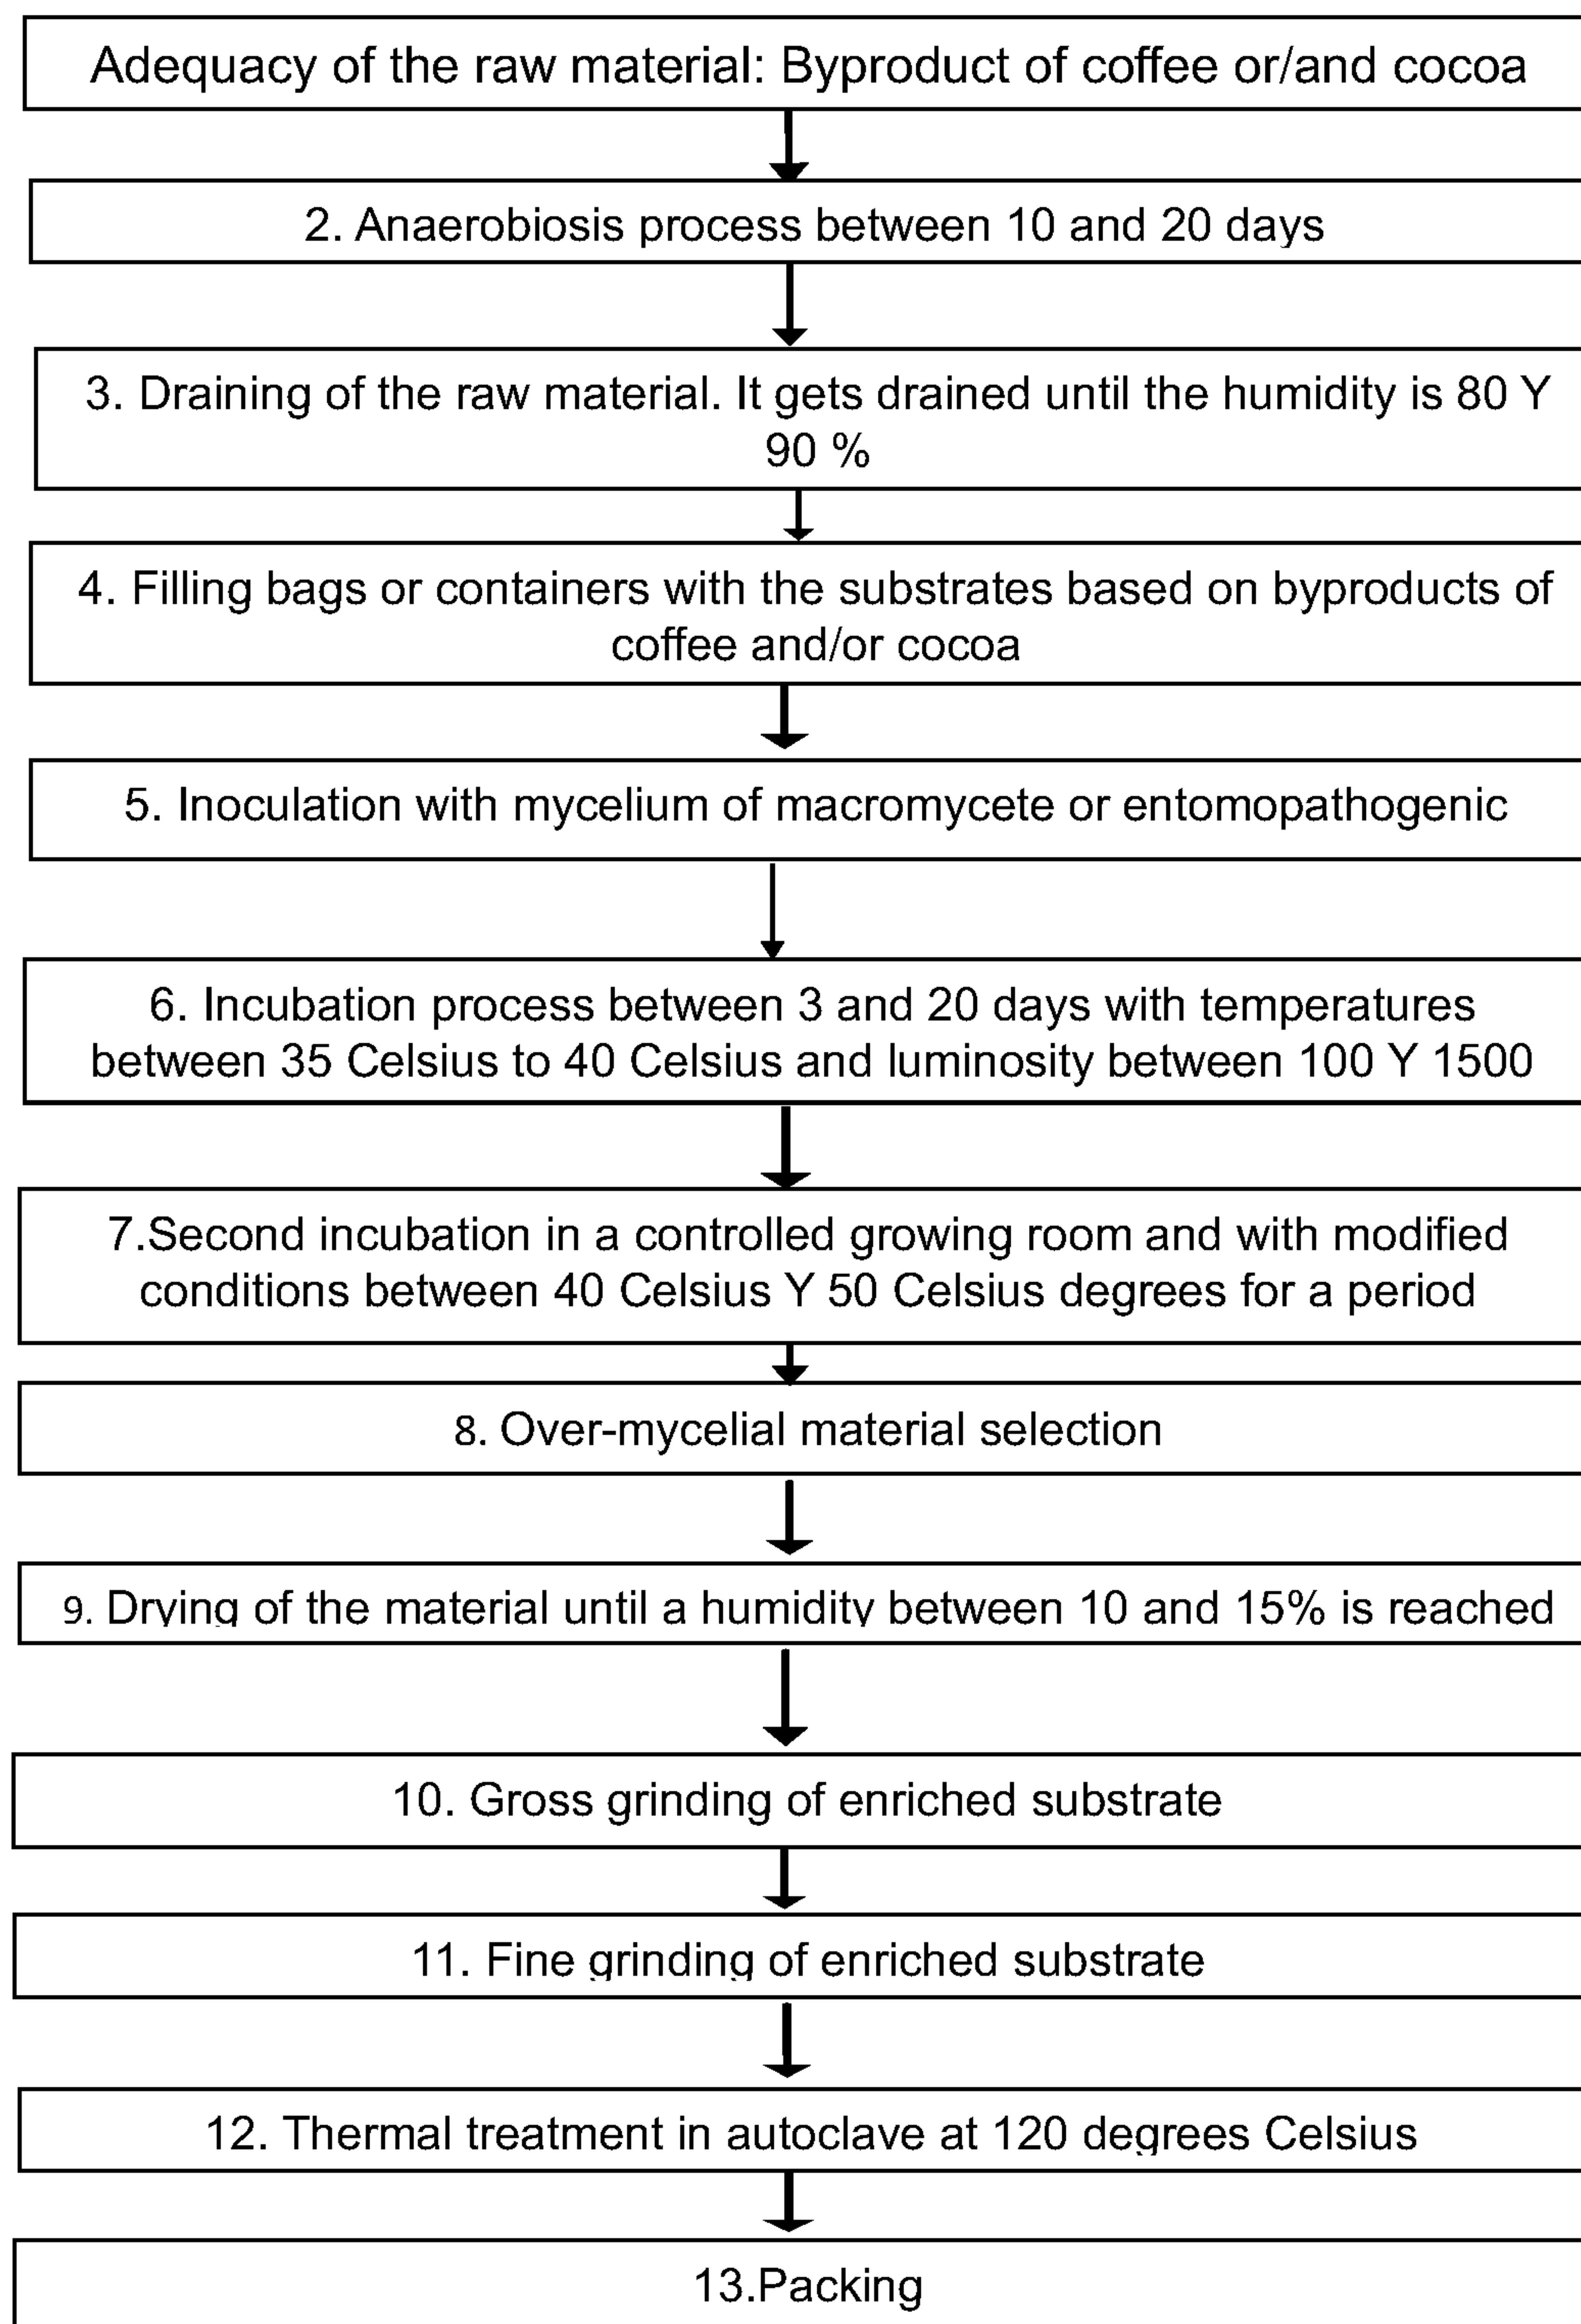 Adequacy of the raw material: Byproduct of coffee or/and cocoa
2. Anaerobiosis process between 10 and 20 days
3. Draining of the raw material. It gets drained until the humidity is 80 Y
90 %
4. Filling bags or containers with the substrates based on byproducts of
coffee and/or cocoa
5. Inoculation with mycelium of macromycete or entomopathogenic
6. Incubation process between 3 and 20 days with temperatures
between 35 Celsius to 40 Celsius and luminosity between 100 Y 1500
7.Second incubation in a controlled growing room and with modified
conditions between 40 Celsius Y 50 Celsius degrees for a period
8. Over-mycelial material selection
9. Drying of the material until a humidity between 10 and 15% is reached
10. Gross grinding of enriched substrate
11. Fine grinding of enriched substrate
12. Thermal treatment in autoclave at 120 degrees Celsius
13.Packing